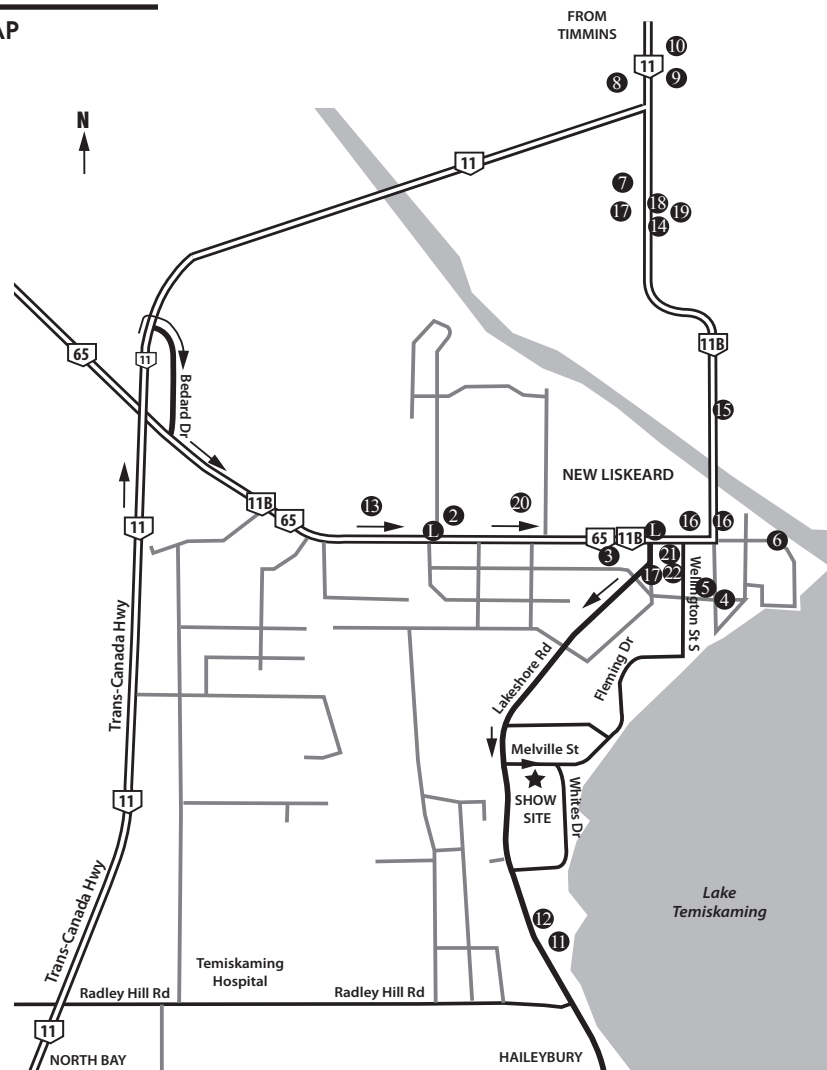 AP
FROM
TIMMINS
10
11
9
8
N
11
7
18
17
19
14
11B
65
11
Bedard Dr
15
NEW LISKEARD
11B
13
20
2
65
L
L
16
16
11
65
11B
3
21
6
17
22
Wellington St S
5
4
Trans-Canada Hwy
Lakeshore Rd
Fleming Dr
Melville St
SHOW
SITE
Whites Dr
11
Trans-Canada Hwy
Lake
Temiskaming
12
11
Temiskaming
Hospital
Radley Hill Rd
Radley Hill Rd
11
NORTH BAY
HAILEYBURY